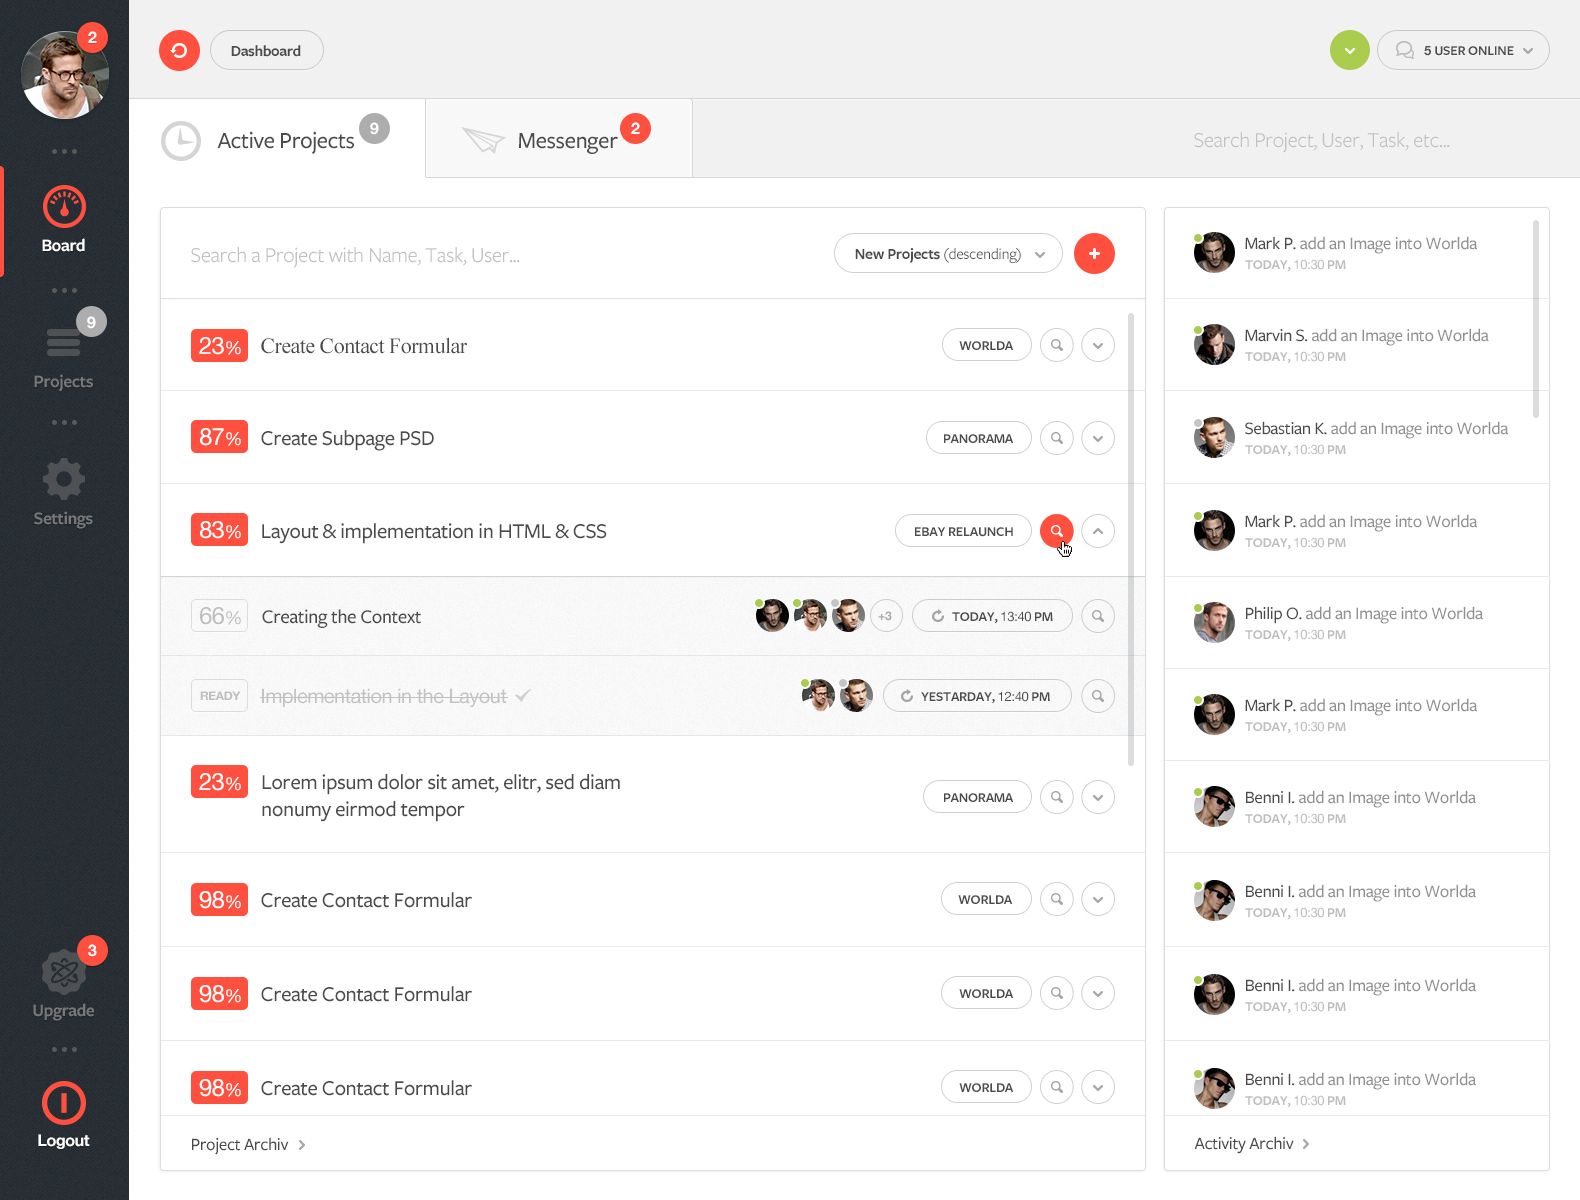 2
Board
9
Projects
Settings
3
Upgrade
Logout
Dashboard
5 USER ONLINE
Active Projects 9
Messenger 2
Search Project, User, Task, etc...
Search a Project with Name, Task, User...
New Projects (descending)
+
23% Create Contact Formular WORLDA
87% Create Subpage PSD PANORAMA
83% Layout & implementation in HTML & CSS EBAY RELAUNCH
66% Creating the Context +3 TODAY, 13:40 PM
READY Implementation in the Layout YESTARDAY, 12:40 PM
23% Lorem ipsum dolor sit amet, elitr, sed diam
nonumy eirmod tempor
PANORAMA
98% Create Contact Formular WORLDA
98% Create Contact Formular WORLDA
98% Create Contact Formular WORLDA
Project Archiv
Mark P. add an Image into Worlda
TODAY, 10:30 PM
Marvin S. add an Image into Worlda
TODAY, 10:30 PM
Sebastian K. add an Image into Worlda
TODAY, 10:30 PM
Mark P. add an Image into Worlda
TODAY, 10:30 PM
Philip O. add an Image into Worlda
TODAY, 10:30 PM
Mark P. add an Image into Worlda
TODAY, 10:30 PM
Benni I. add an Image into Worlda
TODAY, 10:30 PM
Benni I. add an Image into Worlda
TODAY, 10:30 PM
Benni I. add an Image into Worlda
TODAY, 10:30 PM
Benni I. add an Image into Worlda
TODAY, 10:30 PM
Activity Archiv